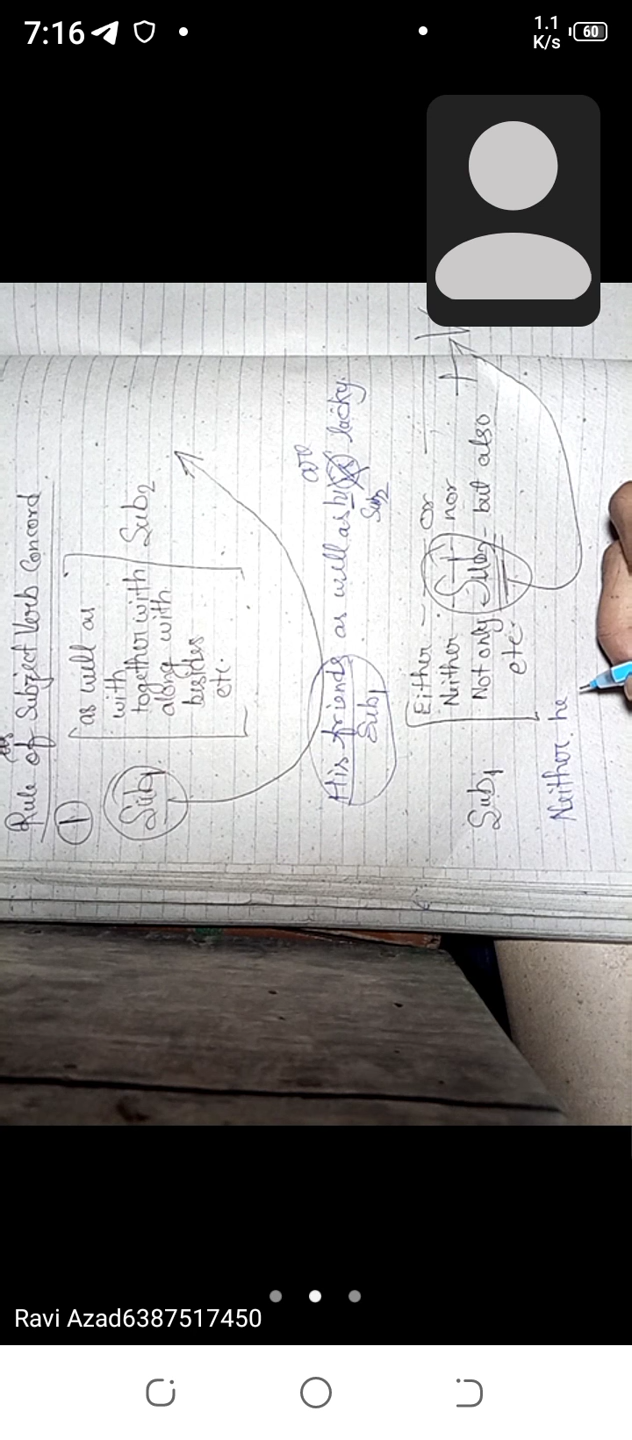 7:16
1.1
K/s
60
Rule of Subject Verb Concord
1
as well as
with
Sub1 together with Sub2
along with
besides
etc.
are
His friends as well as he is lucky.
Sub1 Sub2
Either - or -
Neither nor
Sub1 Not only Sub2 - but also
etc.
Neither he
Ravi Azad6387517450